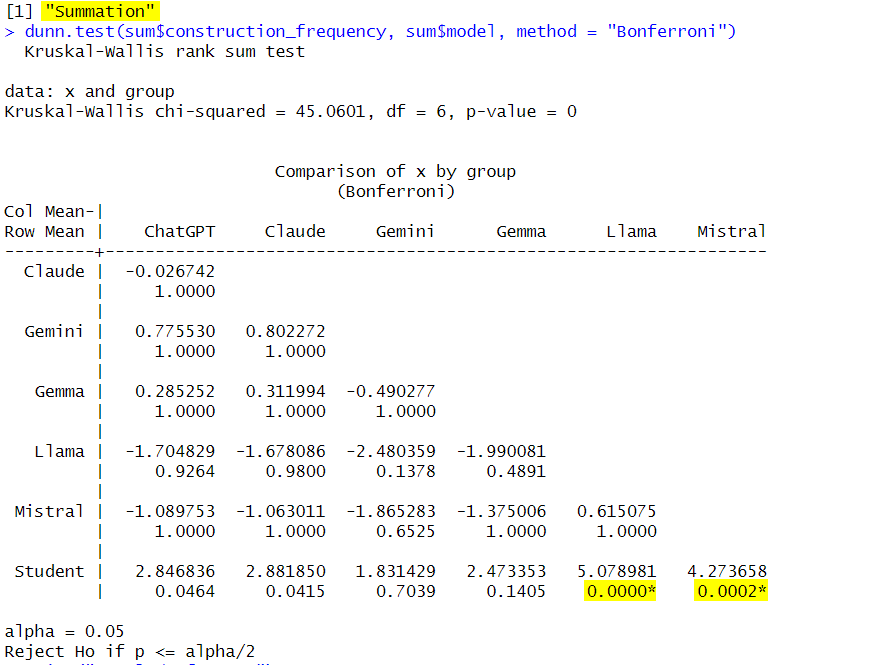 [1] "Summation"
> dunn.test(sum$construction_frequency, sum$model, method = "Bonferroni")
  Kruskal-Wallis rank sum test

data: x and group
Kruskal-Wallis chi-squared = 45.0601, df = 6, p-value = 0


                           Comparison of x by group
                                 (Bonferroni)
Col Mean-|
Row Mean |    ChatGPT     Claude     Gemini      Gemma      Llama    Mistral
---------+------------------------------------------------------------------
  Claude |  -0.026742
         |     1.0000
         |
  Gemini |   0.775530   0.802272
         |     1.0000     1.0000
         |
   Gemma |   0.285252   0.311994  -0.490277
         |     1.0000     1.0000     1.0000
         |
   Llama |  -1.704829  -1.678086  -2.480359  -1.990081
         |     0.9264     0.9800     0.1378     0.4891
         |
 Mistral |  -1.089753  -1.063011  -1.865283  -1.375006   0.615075
         |     1.0000     1.0000     0.6525     1.0000     1.0000
         |
 Student |   2.846836   2.881850   1.831429   2.473353   5.078981   4.273658
         |     0.0464     0.0415     0.7039     0.1405    0.0000*    0.0002*

alpha = 0.05
Reject Ho if p <= alpha/2